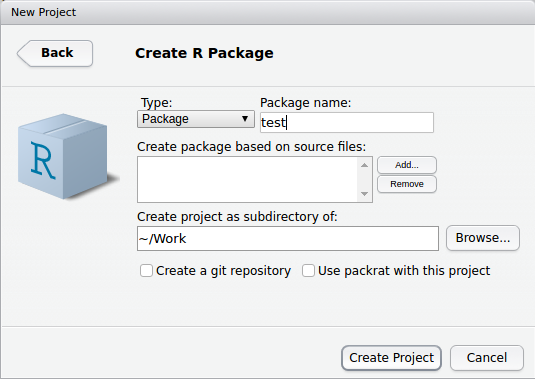 New Project
Back
Create R Package
Type: Package name:
Package test
Create package based on source files:
Add...
Remove
Create project as subdirectory of:
~/Work Browse...
Create a git repository Use packrat with this project
Create Project Cancel
R